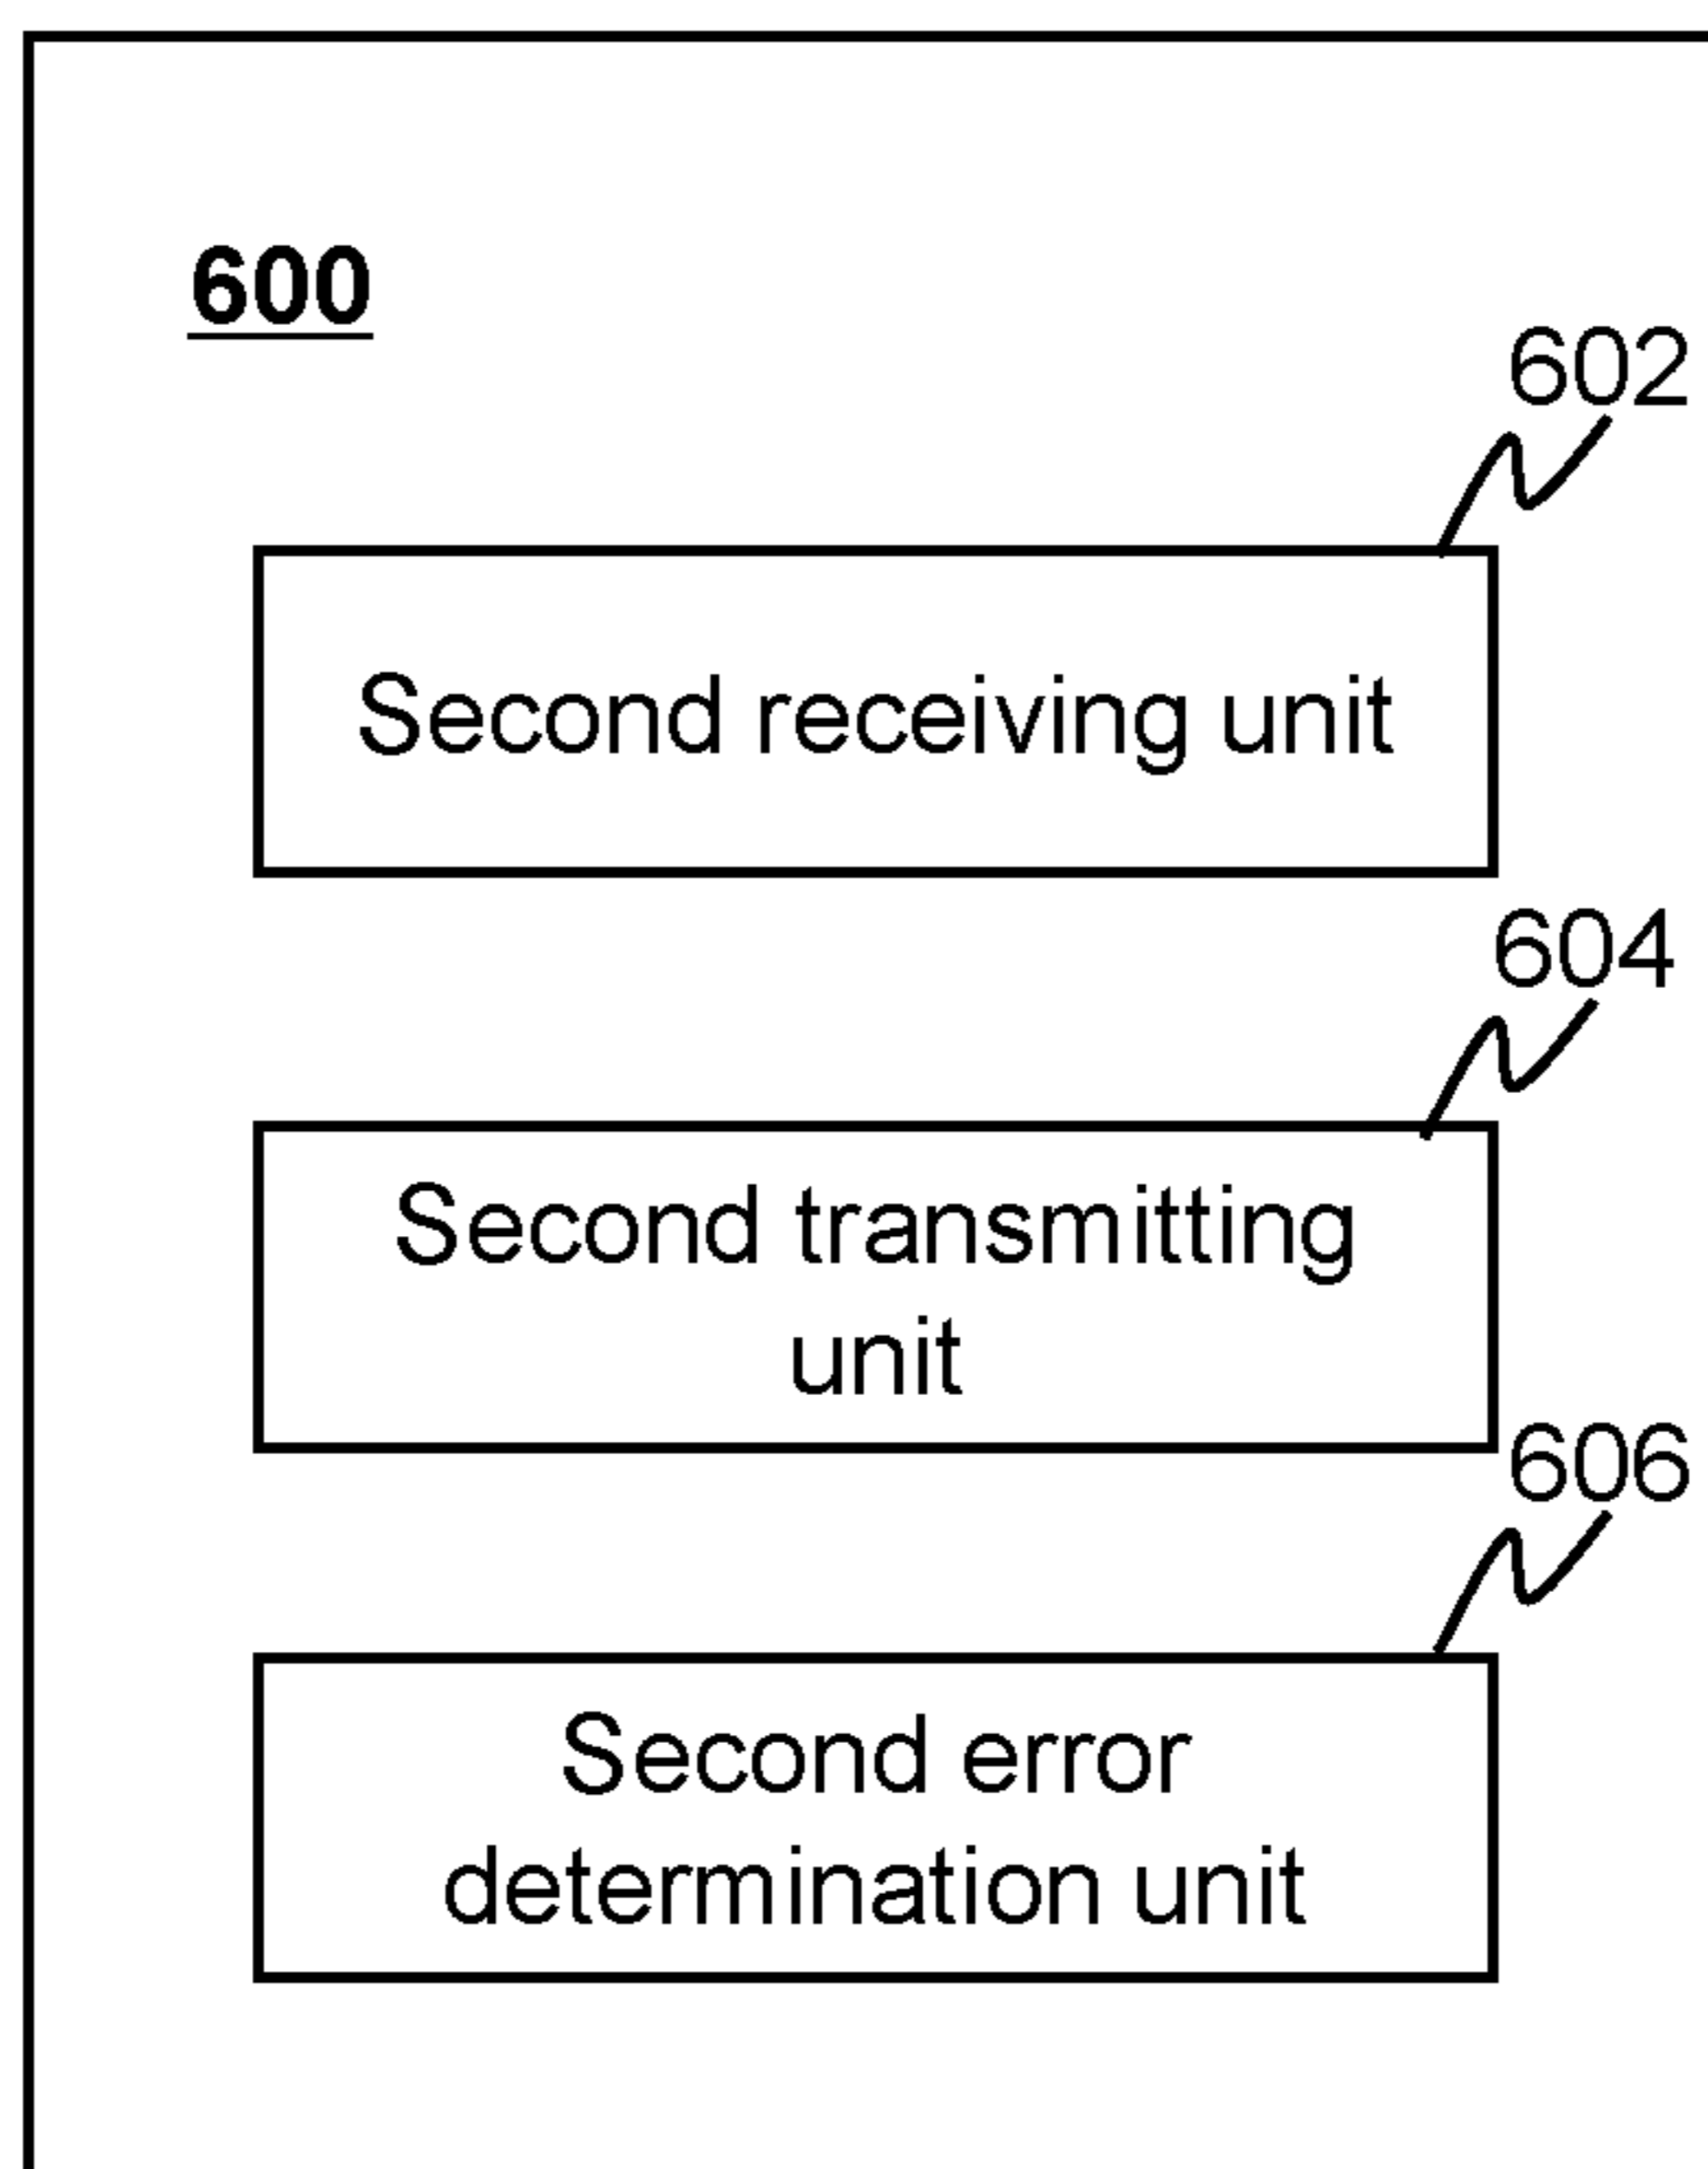 600
602
Second receiving unit
604
Second transmitting
unit
606
Second error
determination unit